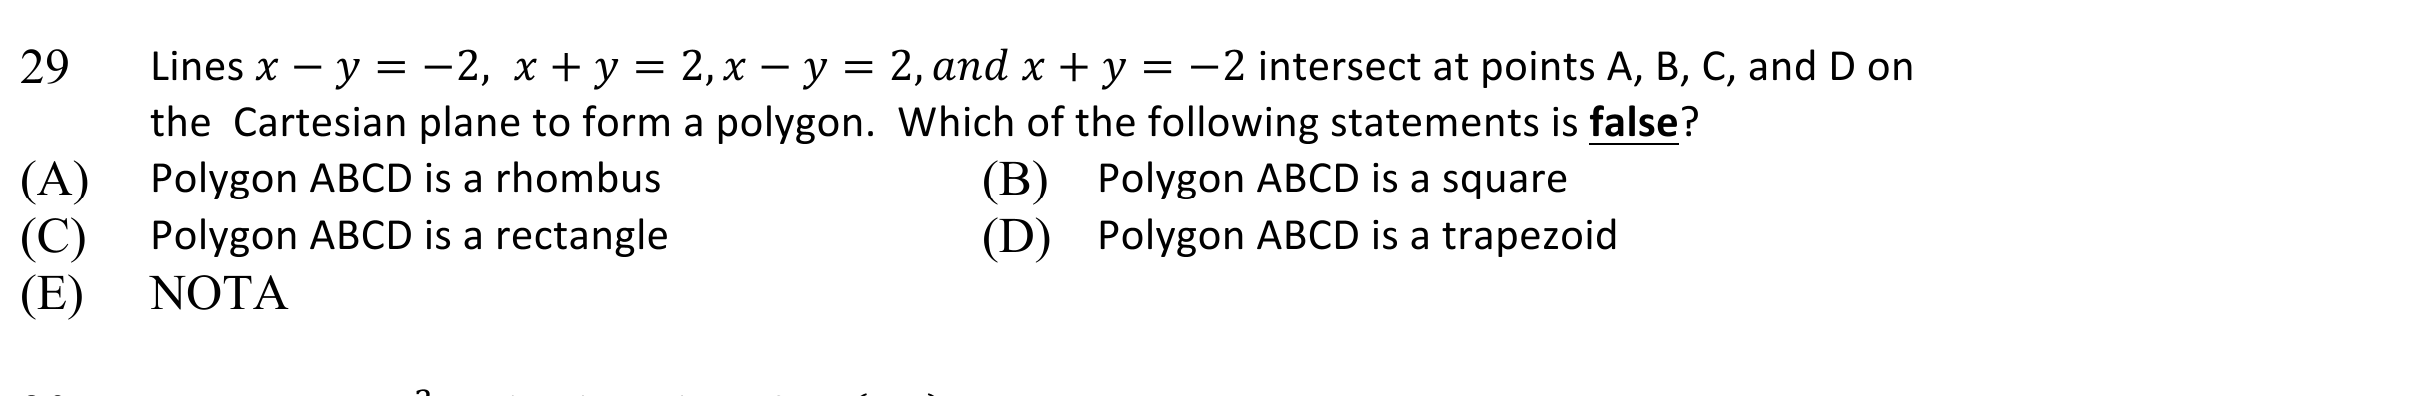 29 Lines x − y = −2, x + y = 2, x − y = 2, and x + y = −2 intersect at points A, B, C, and D on
the Cartesian plane to form a polygon. Which of the following statements is false?
(A) Polygon ABCD is a rhombus (B) Polygon ABCD is a square
(C) Polygon ABCD is a rectangle (D) Polygon ABCD is a trapezoid
(E) NOTA